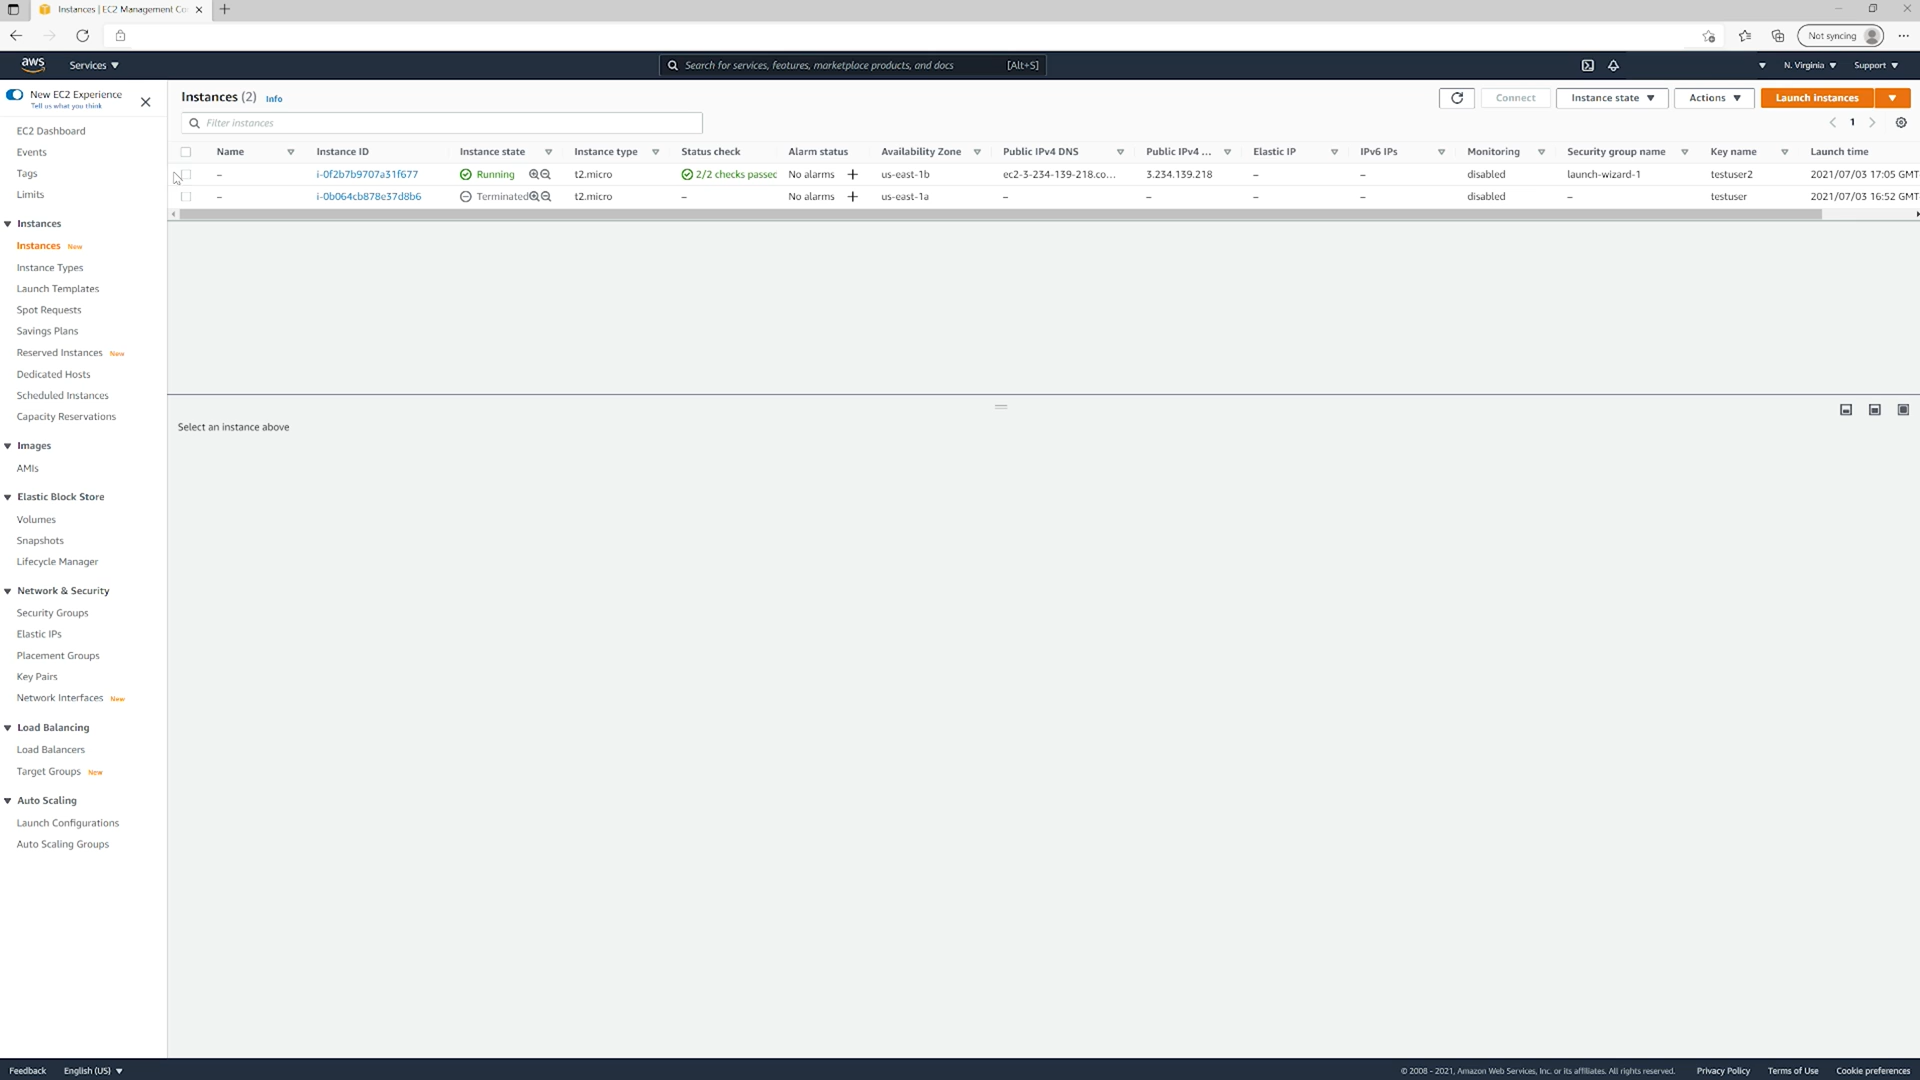 Instances | EC2 Management Co
Not syncing
aws
Services
Search for services, features, marketplace products, and docs
[Alt+S]
N. Virginia
Support
New EC2 Experience
Tell us what you think
EC2 Dashboard
Events
Tags
Limits
Instances
Instances New
Instance Types
Launch Templates
Spot Requests
Savings Plans
Reserved Instances New
Dedicated Hosts
Scheduled Instances
Capacity Reservations
Images
AMIs
Elastic Block Store
Volumes
Snapshots
Lifecycle Manager
Network & Security
Security Groups
Elastic IPs
Placement Groups
Key Pairs
Network Interfaces New
Load Balancing
Load Balancers
Target Groups New
Auto Scaling
Launch Configurations
Auto Scaling Groups
Instances (2) Info
Connect
Instance state
Actions
Launch instances
Filter instances
1
Name Instance ID Instance state Instance type Status check Alarm status Availability Zone Public IPv4 DNS Public IPv4 ... Elastic IP IPv6 IPs Monitoring Security group name Key name Launch time
– i-0f2b7b9707a31f677 Running t2.micro 2/2 checks passed No alarms + us-east-1b ec2-3-234-139-218.co... 3.234.139.218 – – disabled launch-wizard-1 testuser2 2021/07/03 17:05 GMT
– i-0b064cb878e37d8b6 Terminated t2.micro – No alarms + us-east-1a – – – – disabled – testuser 2021/07/03 16:52 GMT
Select an instance above
Feedback
English (US)
© 2008 - 2021, Amazon Web Services, Inc. or its affiliates. All rights reserved.
Privacy Policy
Terms of Use
Cookie preferences